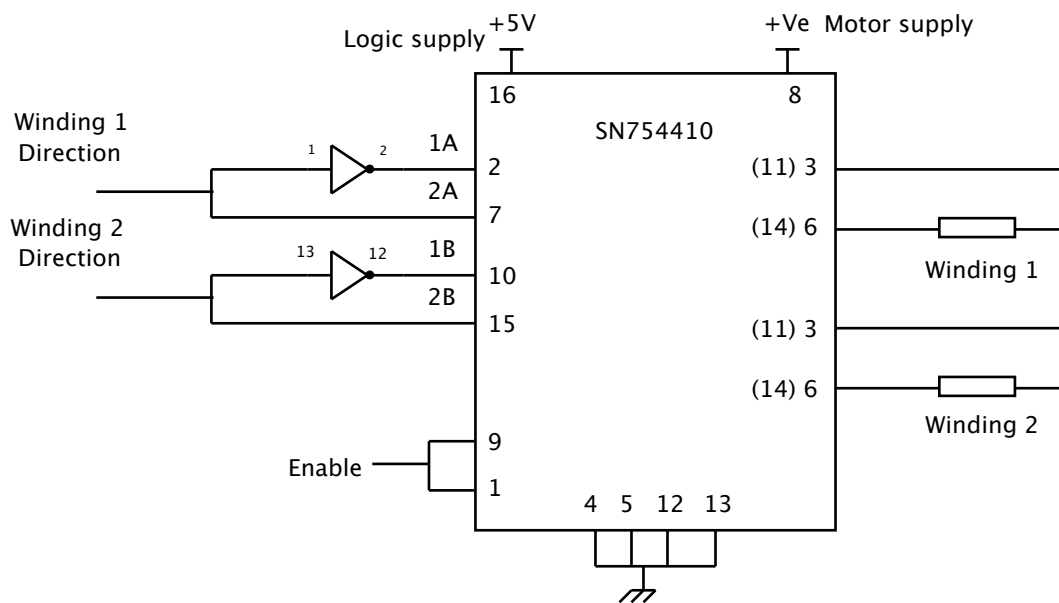 Logic supply
+5V
+Ve Motor supply
16
8
SN754410
Winding 1
Direction
1
2
1A
2
(11) 3
2A
7
Winding 2
Direction
(14) 6
Winding 1
13
12
1B
10
2B
15
(11) 3
(14) 6
Winding 2
9
Enable
1
4 5 12 13